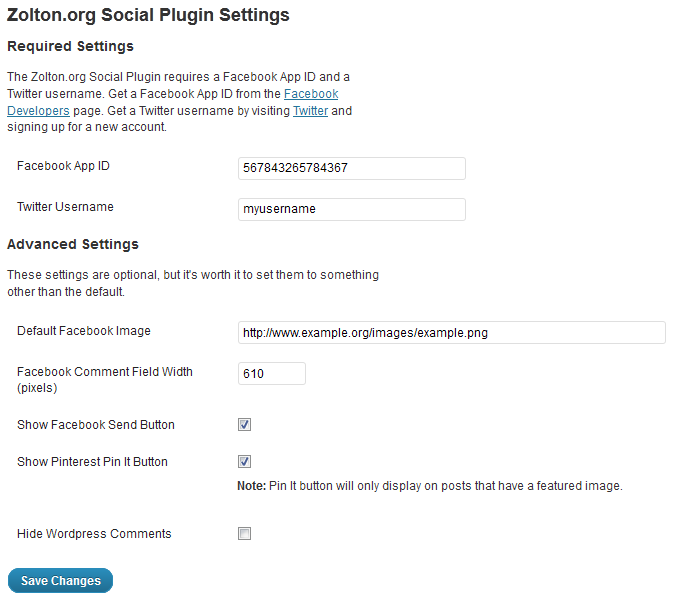 Zolton.org Social Plugin Settings
Required Settings
The Zolton.org Social Plugin requires a Facebook App ID and a
Twitter username. Get a Facebook App ID from the Facebook
Developers page. Get a Twitter username by visiting Twitter and
signing up for a new account.
Facebook App ID
567843265784367
Twitter Username
myusername
Advanced Settings
These settings are optional, but it's worth it to set them to something
other than the default.
Default Facebook Image
http://www.example.org/images/example.png
Facebook Comment Field Width
(pixels)
610
Show Facebook Send Button
Show Pinterest Pin It Button
Note: Pin It button will only display on posts that have a featured image.
Hide Wordpress Comments
Save Changes